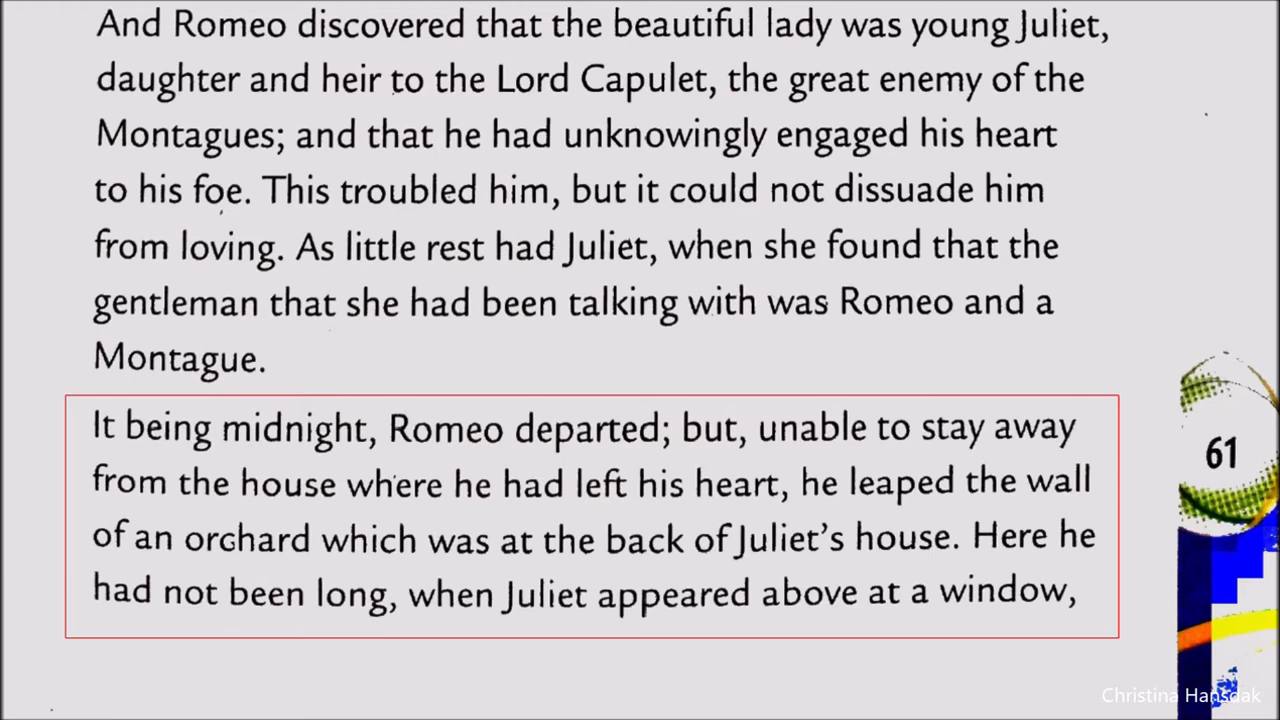 And Romeo discovered that the beautiful lady was young Juliet,
daughter and heir to the Lord Capulet, the great enemy of the
Montagues; and that he had unknowingly engaged his heart
to his foe. This troubled him, but it could not dissuade him
from loving. As little rest had Juliet, when she found that the
gentleman that she had been talking with was Romeo and a
Montague.
It being midnight, Romeo departed; but, unable to stay away
from the house where he had left his heart, he leaped the wall
of an orchard which was at the back of Juliet's house. Here he
had not been long, when Juliet appeared above at a window,
61
Christina Hansdak